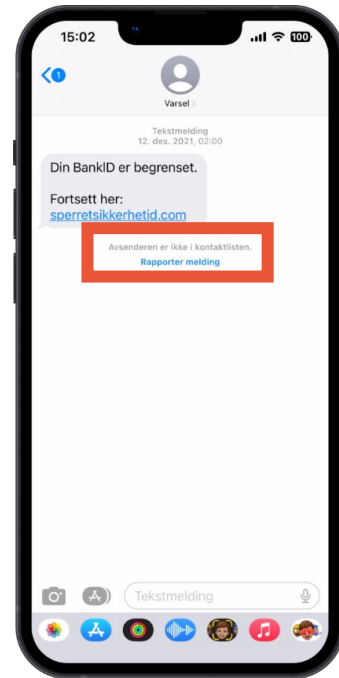 15:02
100
1
Varsel
Tekstmelding
12. des. 2021, 02:00
Din BankID er begrenset.
Fortsett her:
sperretsikkerhetid.com
Avsenderen er ikke i kontaktlisten.
Rapporter melding
Tekstmelding